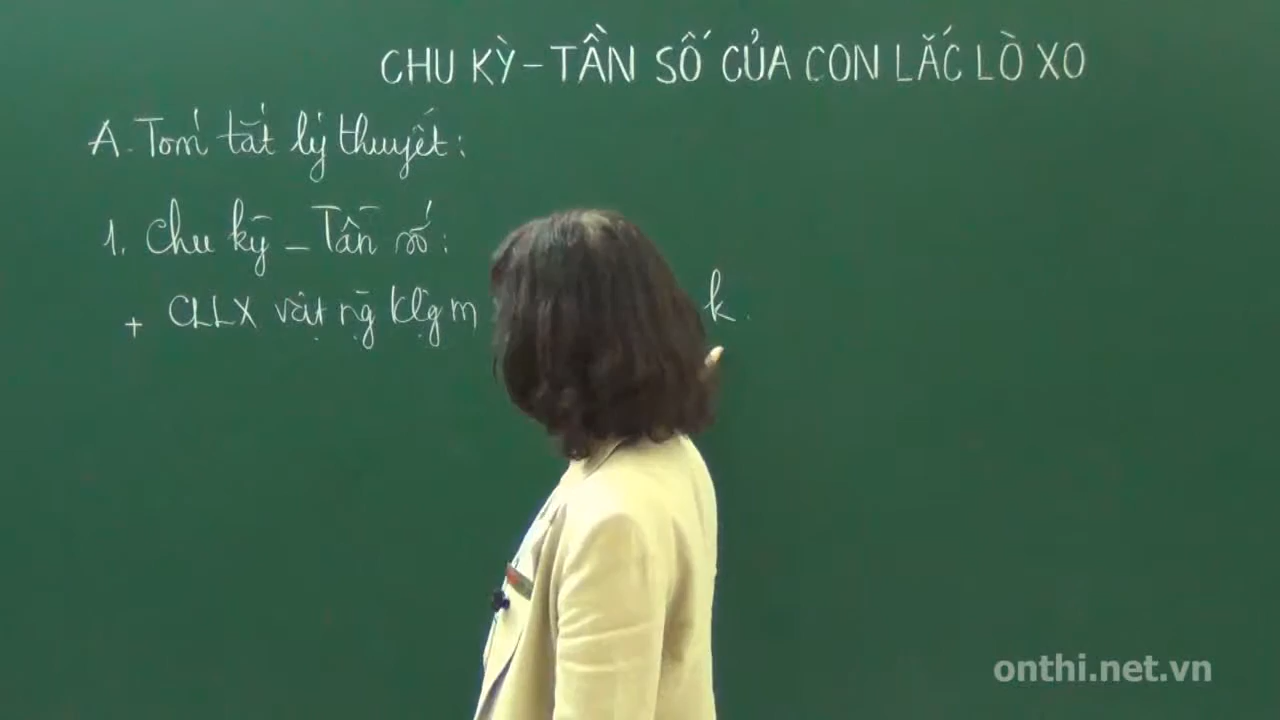 CHU KỲ - TẦN SỐ CỦA CON LẮC LÒ XO
A. Tóm tắt lý thuyết:
1. Chu kỳ - Tần số:
+ CLLX vật nặng klg m k.
onthi.net.vn